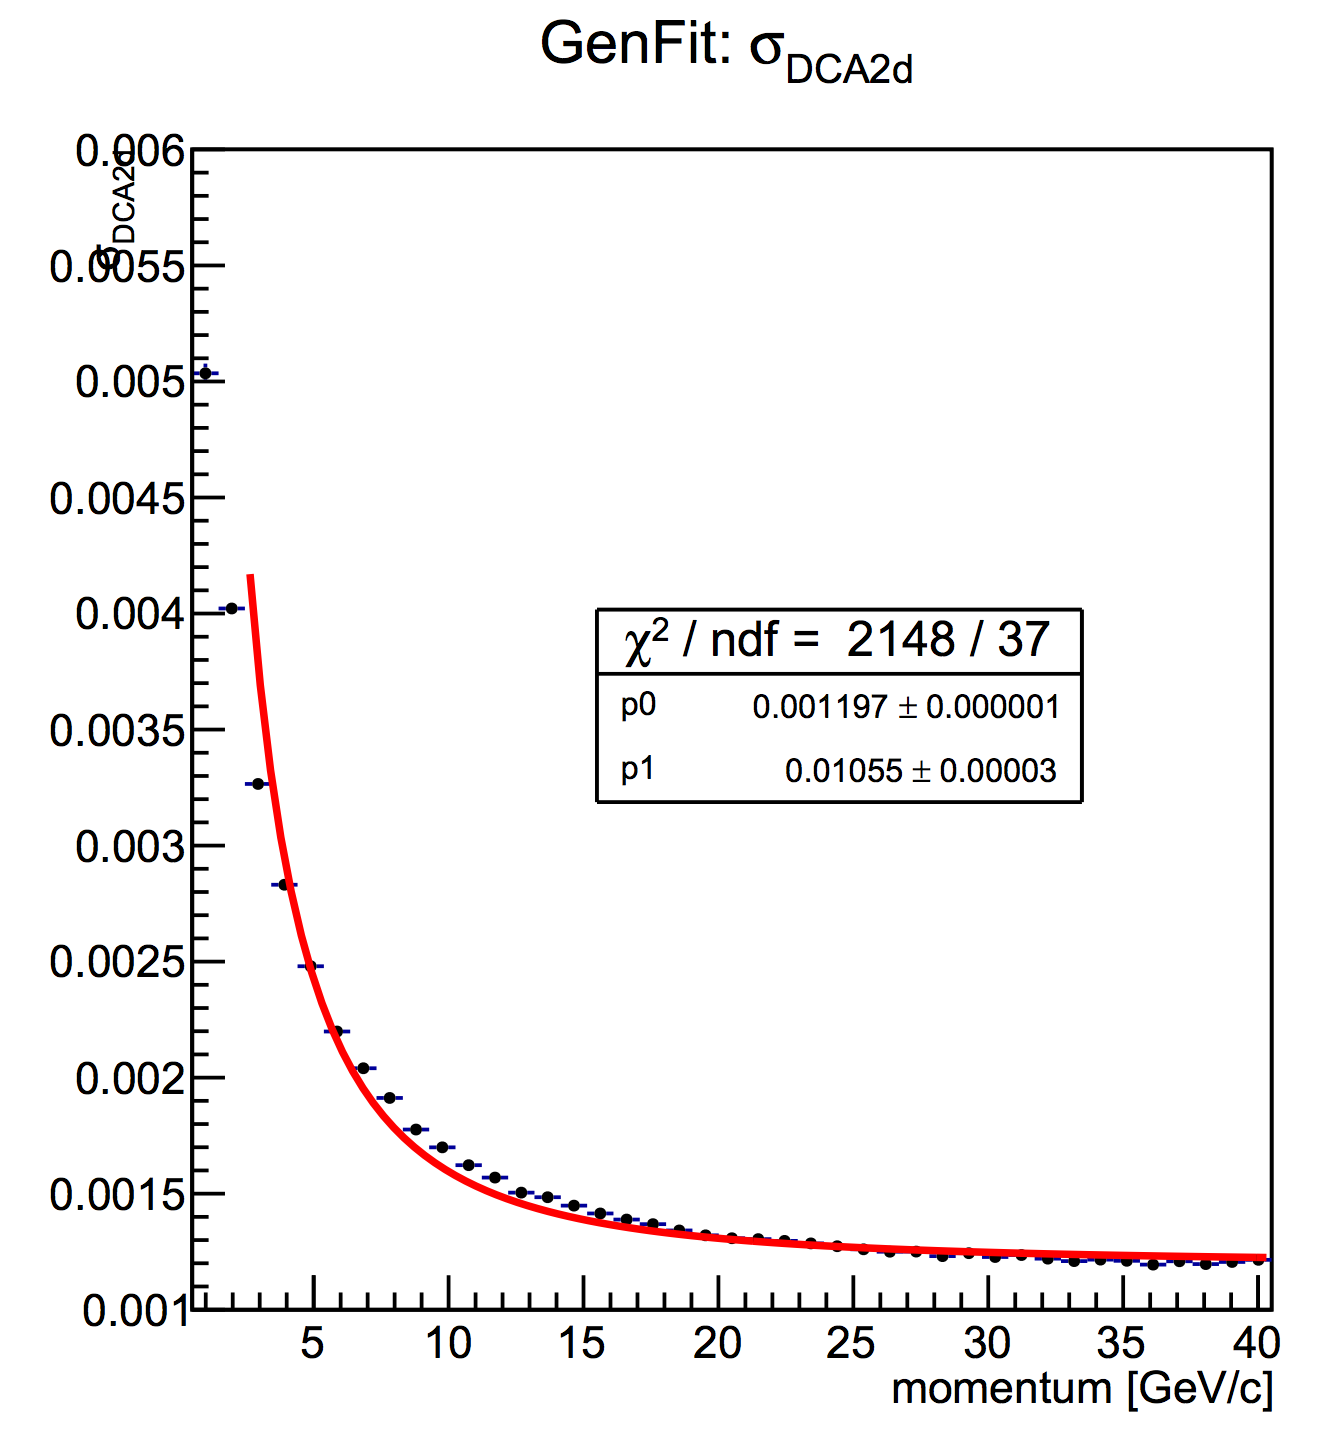 GenFit: σDCA2d
σDCA2d
0.006
0.0055
0.005
0.0045
0.004
0.0035
0.003
0.0025
0.002
0.0015
0.001
χ² / ndf = 2148 / 37
p0 0.001197 ± 0.000001
p1 0.01055 ± 0.00003
5 10 15 20 25 30 35 40
momentum [GeV/c]